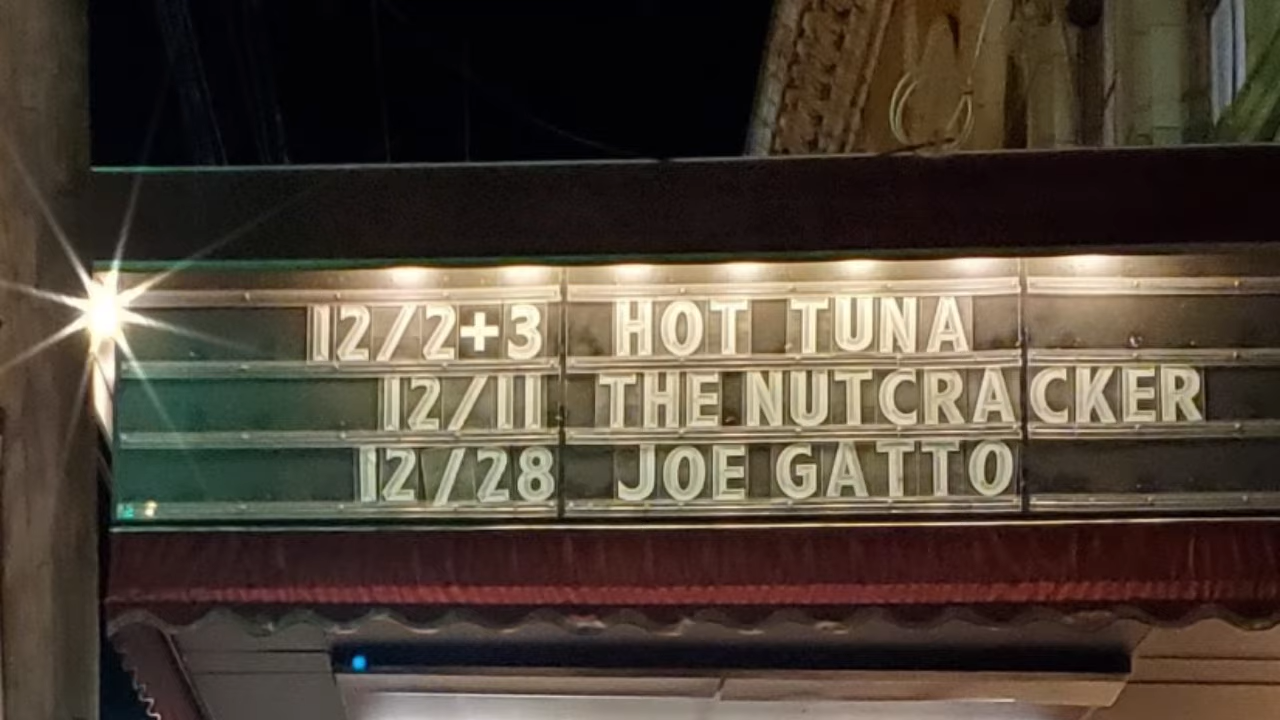 12/2+3 HOT TUNA
12/11 THE NUTCRACKER
12/28 JOE GATTO